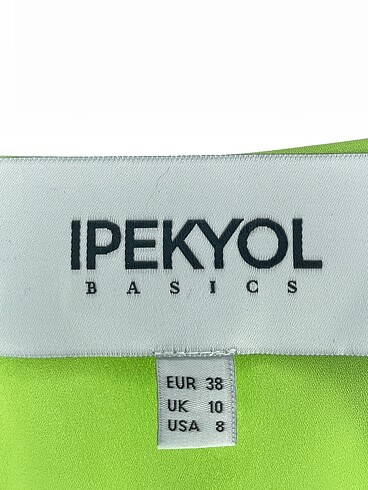 IPEKYOL
BASICS
EUR 38
UK 10
USA 8